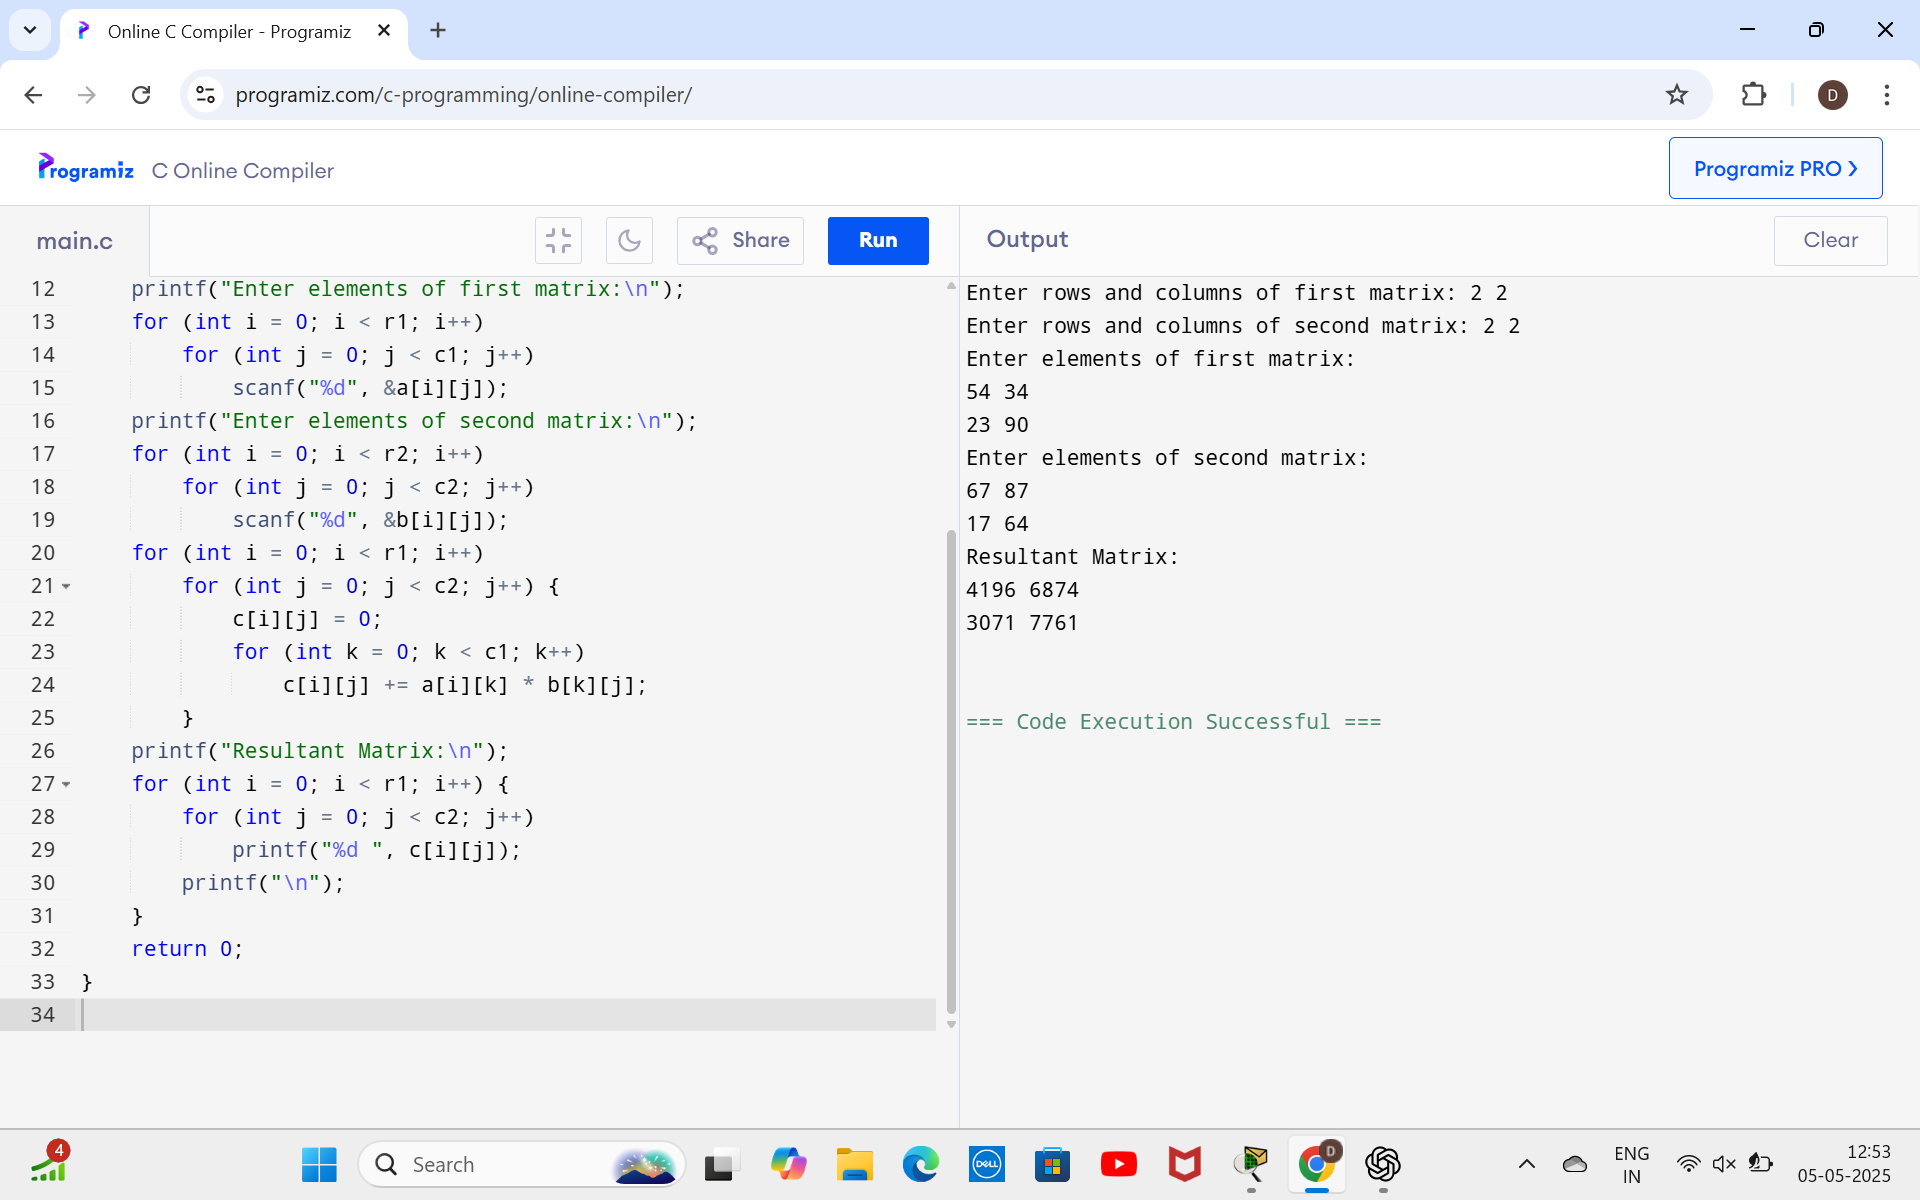 Online C Compiler - Programiz
programiz.com/c-programming/online-compiler/
D
Programiz C Online Compiler
Programiz PRO
main.c
Share
Run
Output
Clear
12 printf("Enter elements of first matrix:\n");
13 for (int i = 0; i < r1; i++)
14 for (int j = 0; j < c1; j++)
15 scanf("%d", &a[i][j]);
16 printf("Enter elements of second matrix:\n");
17 for (int i = 0; i < r2; i++)
18 for (int j = 0; j < c2; j++)
19 scanf("%d", &b[i][j]);
20 for (int i = 0; i < r1; i++)
21 for (int j = 0; j < c2; j++) {
22 c[i][j] = 0;
23 for (int k = 0; k < c1; k++)
24 c[i][j] += a[i][k] * b[k][j];
25 }
26 printf("Resultant Matrix:\n");
27 for (int i = 0; i < r1; i++) {
28 for (int j = 0; j < c2; j++)
29 printf("%d ", c[i][j]);
30 printf("\n");
31 }
32 return 0;
33 }
34
Enter rows and columns of first matrix: 2 2
Enter rows and columns of second matrix: 2 2
Enter elements of first matrix:
54 34
23 90
Enter elements of second matrix:
67 87
17 64
Resultant Matrix:
4196 6874
3071 7761
=== Code Execution Successful ===
4
Search
DELL
D
ENG
IN
12:53
05-05-2025